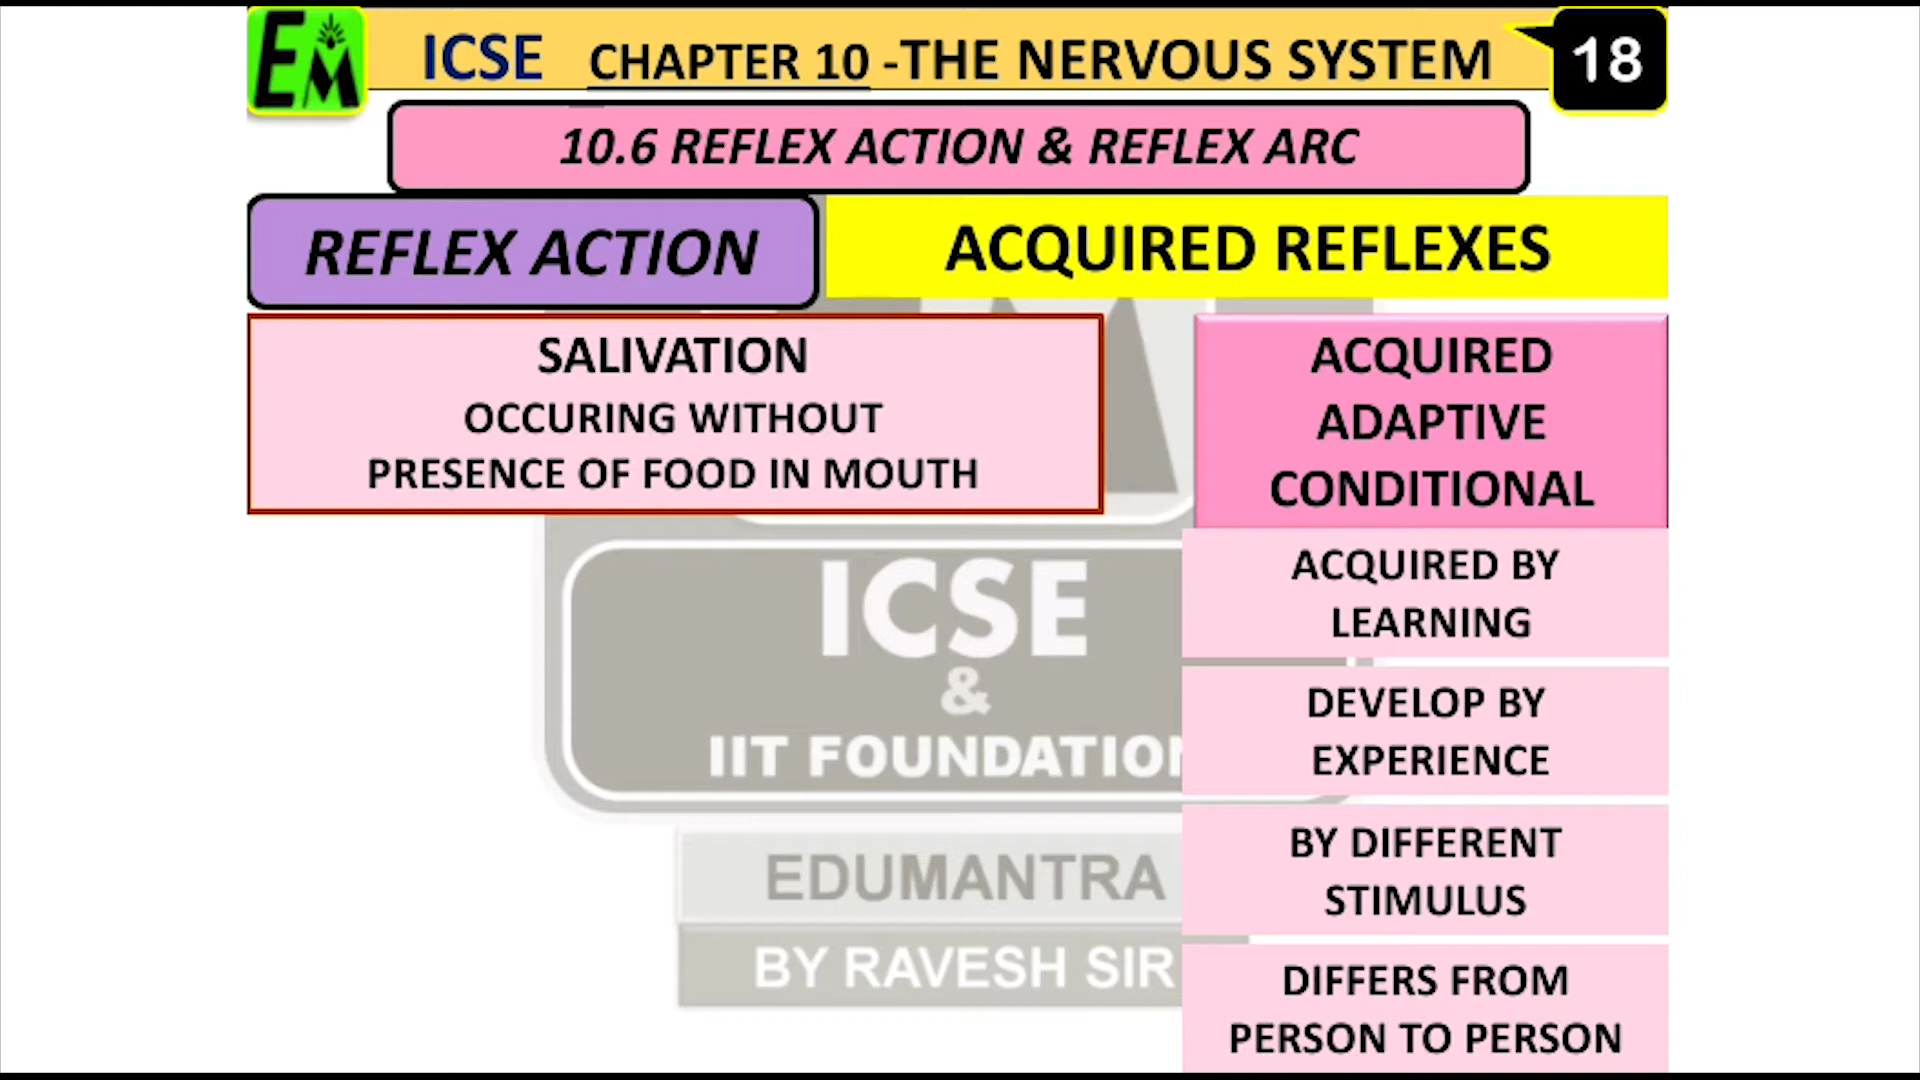 EM
ICSE CHAPTER 10 -THE NERVOUS SYSTEM
18
10.6 REFLEX ACTION & REFLEX ARC
REFLEX ACTION
ACQUIRED REFLEXES
SALIVATION
OCCURING WITHOUT
PRESENCE OF FOOD IN MOUTH
ACQUIRED
ADAPTIVE
CONDITIONAL
ACQUIRED BY
LEARNING
DEVELOP BY
EXPERIENCE
BY DIFFERENT
STIMULUS
DIFFERS FROM
PERSON TO PERSON
ICSE
&
IIT FOUNDATION
EDUMANTRA
BY RAVESH SIR